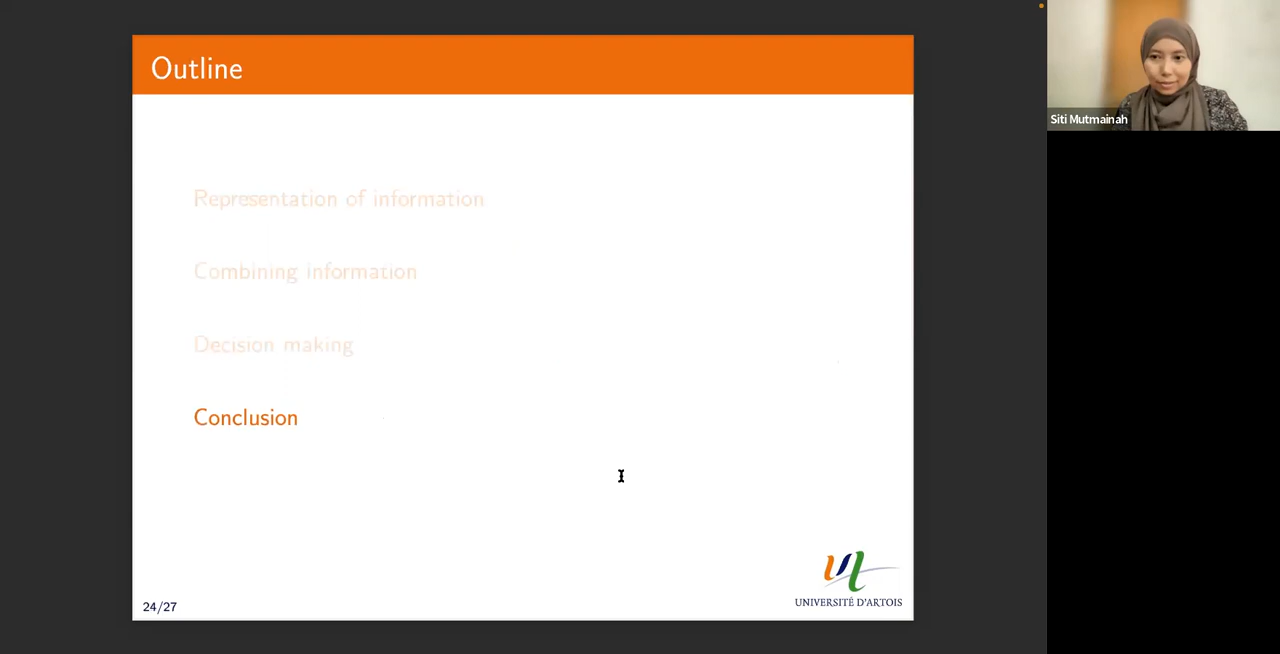 Outline
Siti Mutmainah
Representation of information
Combining information
Decision making
Conclusion
UNIVERSITÉ D'ARTOIS
24/27